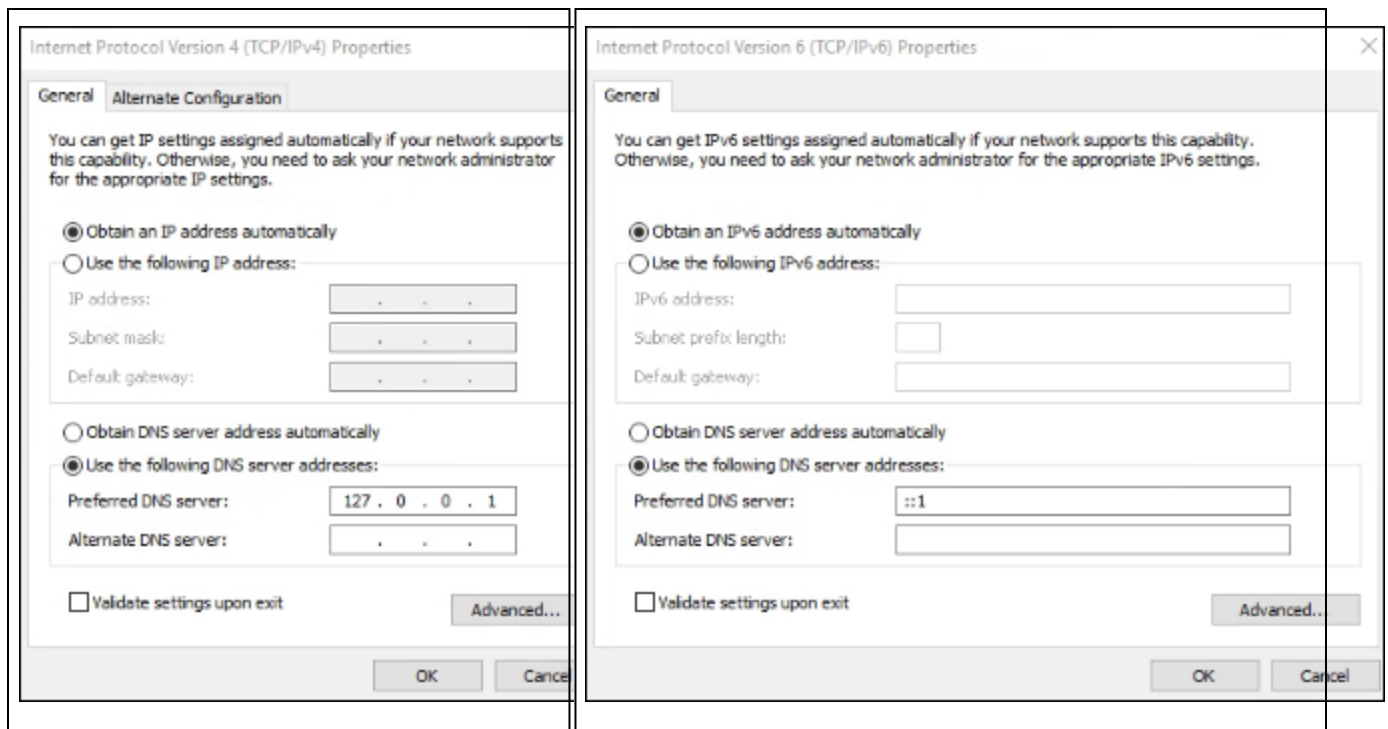 Internet Protocol Version 4 (TCP/IPv4) Properties
General
Alternate Configuration
You can get IP settings assigned automatically if your network supports
this capability. Otherwise, you need to ask your network administrator
for the appropriate IP settings.
Obtain an IP address automatically
Use the following IP address:
IP address:
. . .
Subnet mask:
. . .
Default gateway:
. . .
Obtain DNS server address automatically
Use the following DNS server addresses:
Preferred DNS server:
127 . 0 . 0 . 1
Alternate DNS server:
. . .
Validate settings upon exit
Advanced...
OK
Cancel
Internet Protocol Version 6 (TCP/IPv6) Properties
General
You can get IPv6 settings assigned automatically if your network supports this capability.
Otherwise, you need to ask your network administrator for the appropriate IPv6 settings.
Obtain an IPv6 address automatically
Use the following IPv6 address:
IPv6 address:
Subnet prefix length:
Default gateway:
Obtain DNS server address automatically
Use the following DNS server addresses:
Preferred DNS server:
::1
Alternate DNS server:
Validate settings upon exit
Advanced...
OK
Cancel